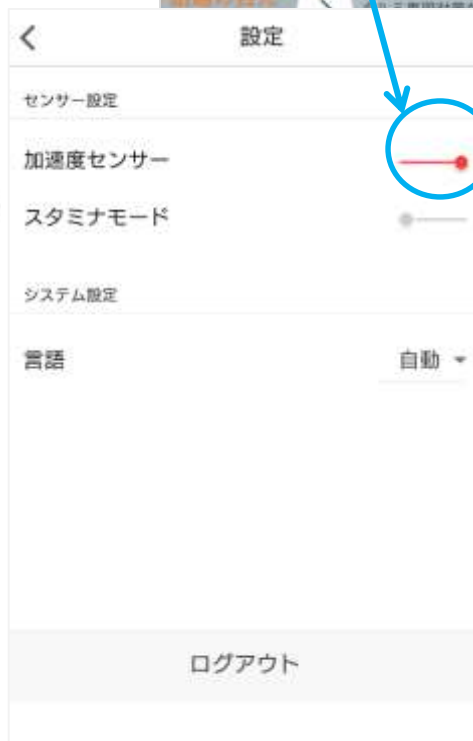 設定
センサー設定
加速度センサー
スタミナモード
システム設定
言語
自動
ログアウト